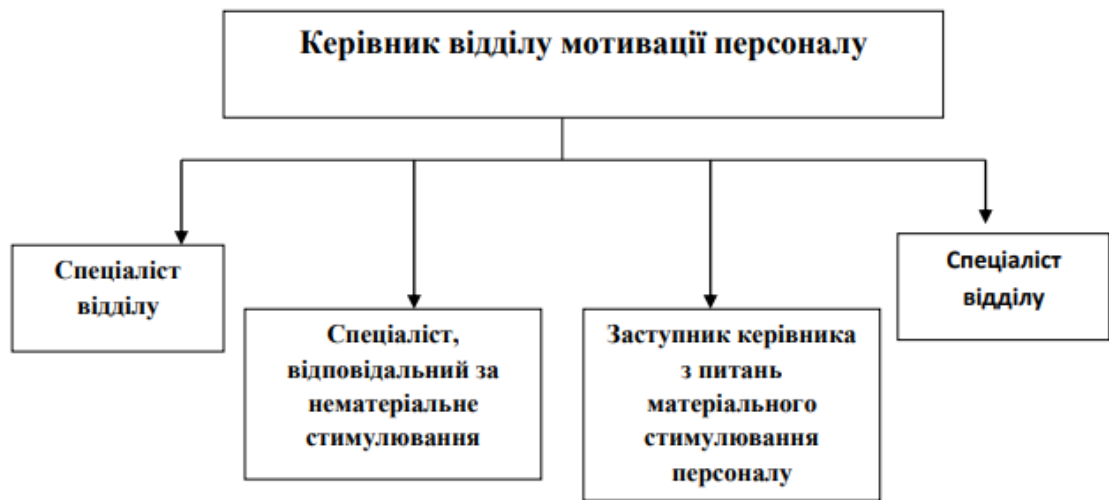 Керівник відділу мотивації персоналу
Спеціаліст
відділу
Спеціаліст,
відповідальний за
нематеріальне
стимулювання
Заступник керівника
з питань
матеріального
стимулювання
персоналу
Спеціаліст
відділу